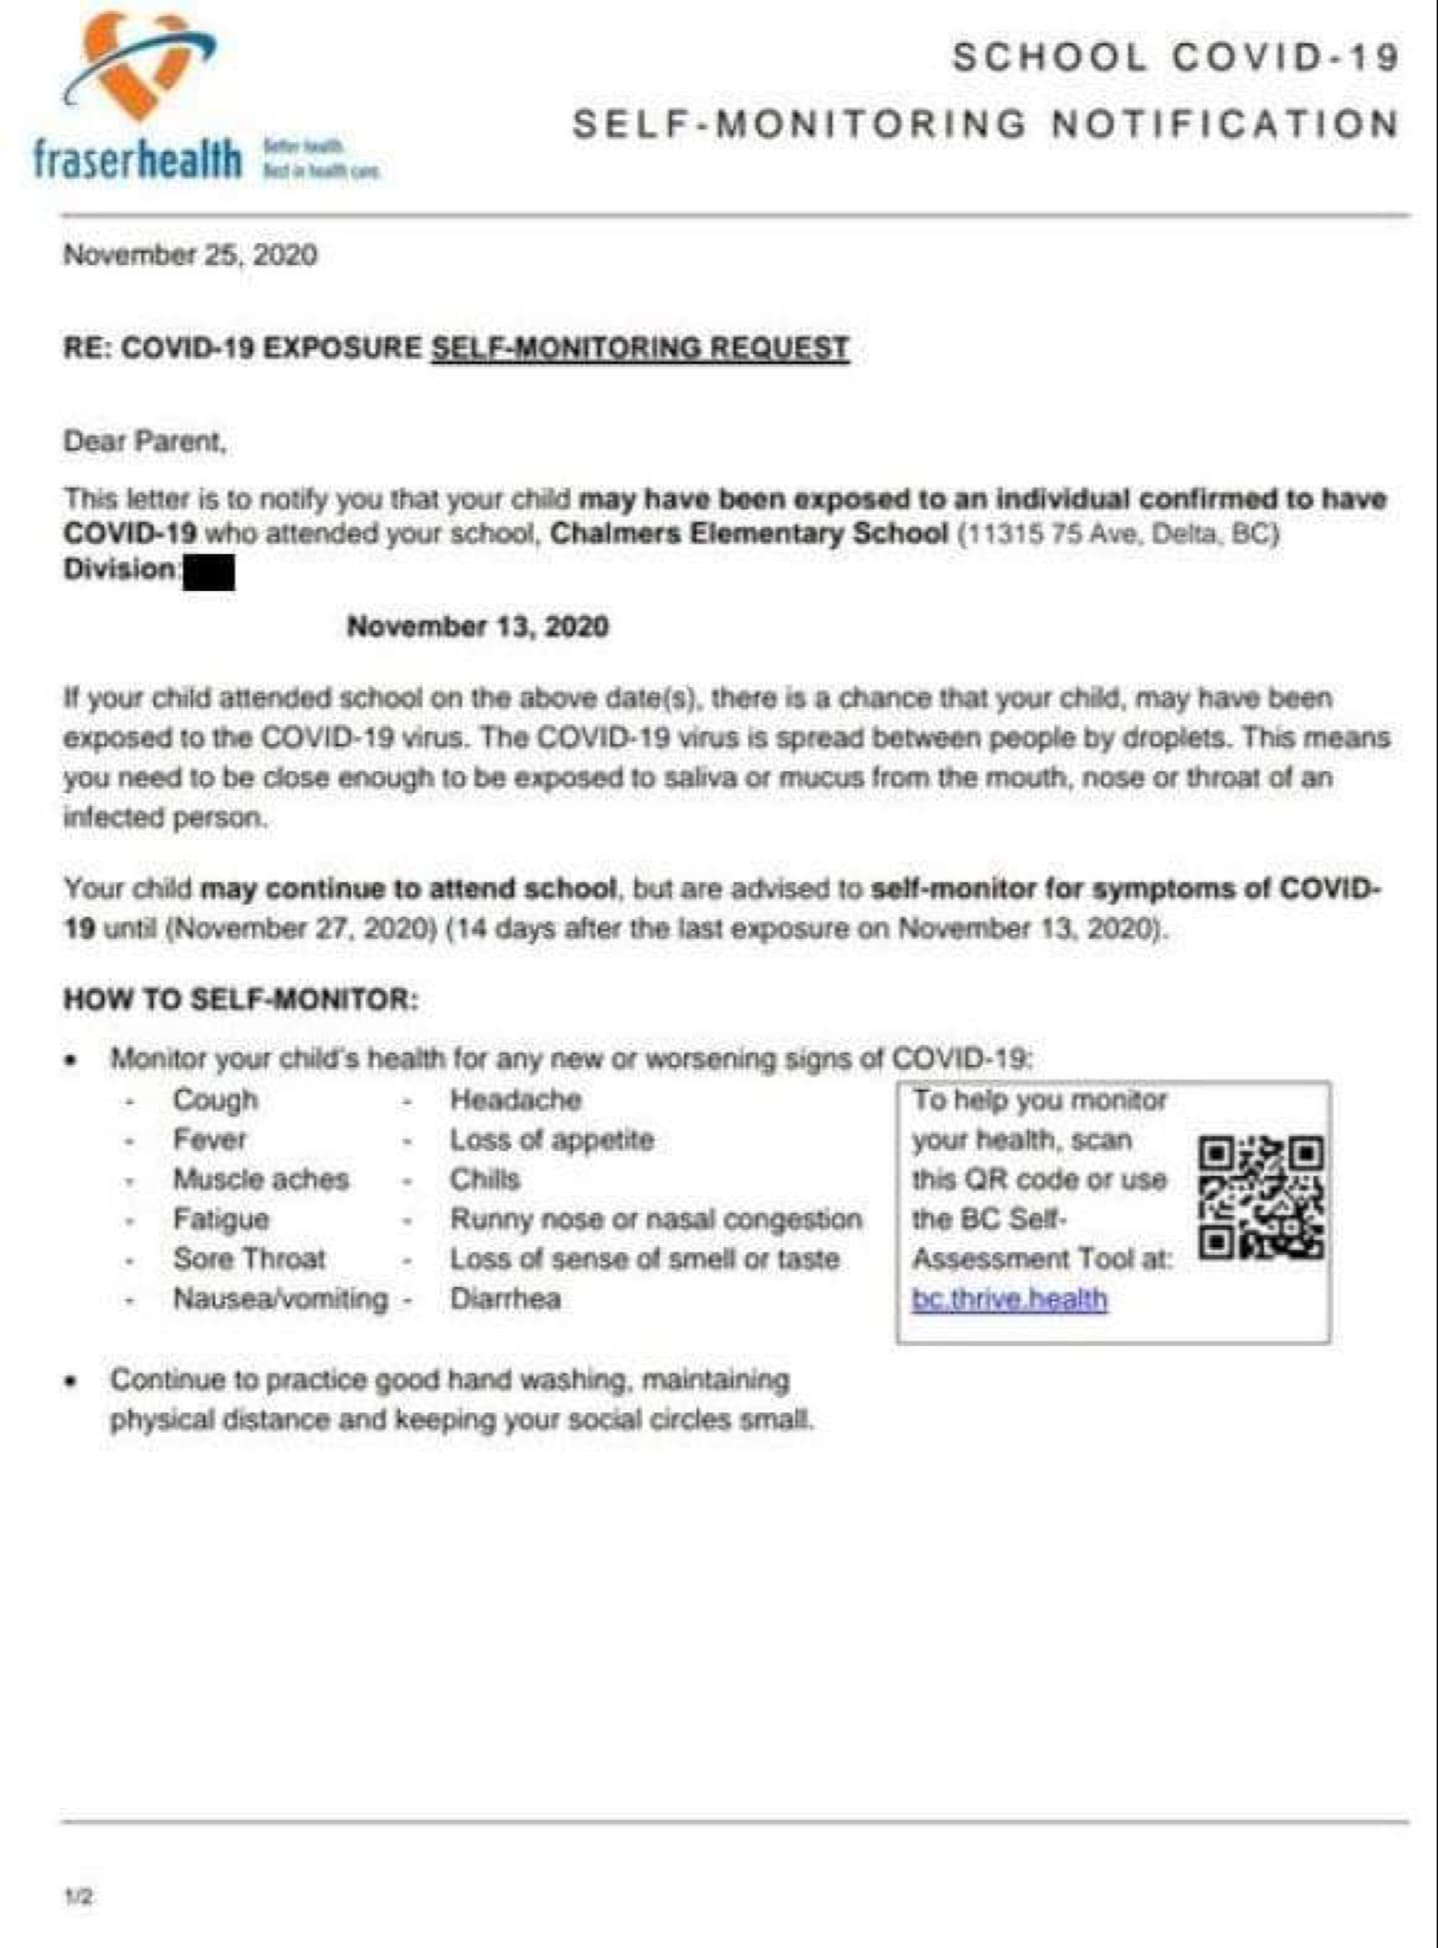 SCHOOL COVID-19
SELF-MONITORING NOTIFICATION
fraserhealth
Better health.
Best in health care.
November 25, 2020
RE: COVID-19 EXPOSURE SELF-MONITORING REQUEST
Dear Parent,
This letter is to notify you that your child may have been exposed to an individual confirmed to have
COVID-19 who attended your school, Chalmers Elementary School (11315 75 Ave, Delta, BC)
Division:
November 13, 2020
If your child attended school on the above date(s), there is a chance that your child, may have been
exposed to the COVID-19 virus. The COVID-19 virus is spread between people by droplets. This means
you need to be close enough to be exposed to saliva or mucus from the mouth, nose or throat of an
infected person.
Your child may continue to attend school, but are advised to self-monitor for symptoms of COVID-
19 until (November 27, 2020) (14 days after the last exposure on November 13, 2020).
HOW TO SELF-MONITOR:
• Monitor your child's health for any new or worsening signs of COVID-19:
- Cough
- Fever
- Muscle aches
- Fatigue
- Sore Throat
- Nausea/vomiting
- Headache
- Loss of appetite
- Chills
- Runny nose or nasal congestion
- Loss of sense of smell or taste
- Diarrhea
To help you monitor
your health, scan
this QR code or use
the BC Self-
Assessment Tool at:
bc.thrive.health
• Continue to practice good hand washing, maintaining
physical distance and keeping your social circles small.
1/2